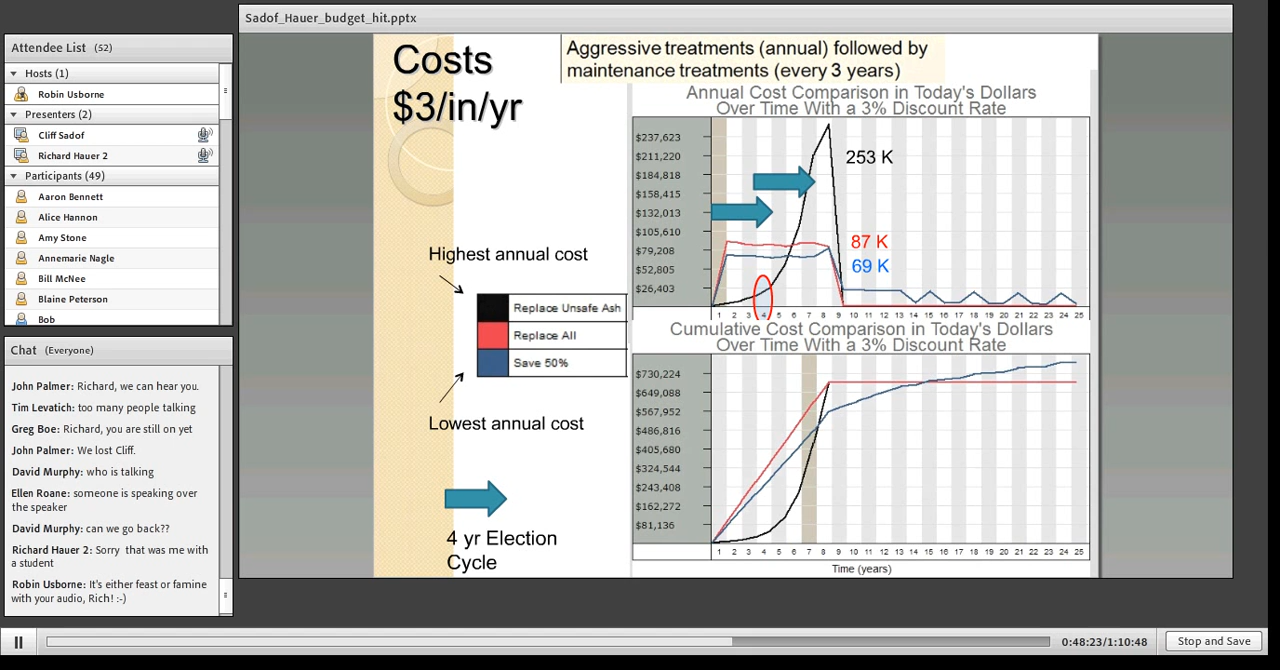 Sadof_Hauer_budget_hit.pptx
Attendee List (52)
Hosts (1)
Robin Usborne
Presenters (2)
Cliff Sadof
Richard Hauer 2
Participants (49)
Aaron Bennett
Alice Hannon
Amy Stone
Annemarie Nagle
Bill McNee
Blaine Peterson
Bob
Chat (Everyone)
John Palmer: Richard, we can hear you.
Tim Levatich: too many people talking
Greg Boe: Richard, you are still on yet
John Palmer: We lost Cliff.
David Murphy: who is talking
Ellen Roane: someone is speaking over
the speaker
David Murphy: can we go back??
Richard Hauer 2: Sorry that was me with
a student
Robin Usborne: It's either feast or famine
with your audio, Rich! :-)
Costs
$3/in/yr
Aggressive treatments (annual) followed by
maintenance treatments (every 3 years)
Highest annual cost
Replace Unsafe Ash
Replace All
Save 50%
Lowest annual cost
4 yr Election
Cycle
Annual Cost Comparison in Today's Dollars
Over Time With a 3% Discount Rate
$237,623
$211,220
$184,818
$158,415
$132,013
$105,610
$79,208
$52,805
$26,403
253 K
87 K
69 K
1 2 3 4 5 6 7 8 9 10 11 12 13 14 15 16 17 18 19 20 21 22 23 24 25
Cumulative Cost Comparison in Today's Dollars
Over Time With a 3% Discount Rate
$730,224
$649,088
$567,952
$486,816
$405,680
$324,544
$243,408
$162,272
$81,136
1 2 3 4 5 6 7 8 9 10 11 12 13 14 15 16 17 18 19 20 21 22 23 24 25
Time (years)
0:48:23/1:10:48
Stop and Save